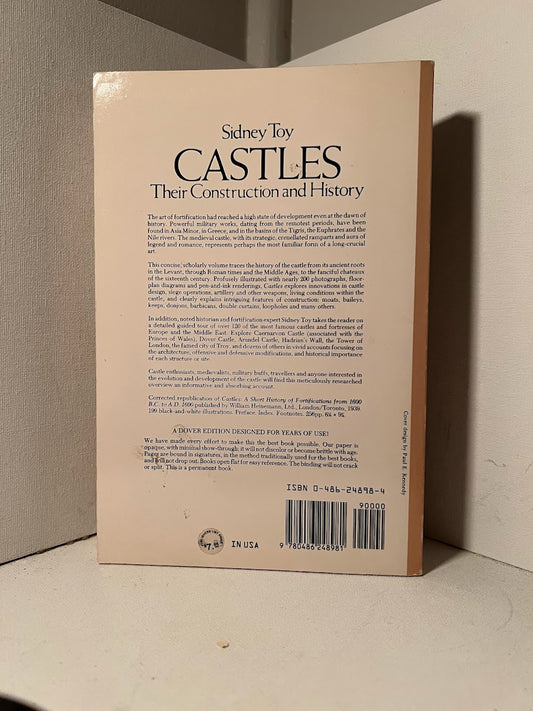 Sidney Toy
CASTLES
Their Construction and History
The art of fortification had reached a high state of development even at the dawn of
history. Powerful military works, dating from the remotest periods, have been
found in Asia Minor, in Greece, and in the basins of the Tigris, the Euphrates and the
Nile rivers. The medieval castle, with its strategic, crenellated ramparts and aura of
legend and romance, represents perhaps the most familiar form of a long-crucial
art.
This concise, scholarly volume traces the history of the castle from its ancient roots
in the Levant, through Roman times and the Middle Ages, to the fanciful chateaux
of the sixteenth century. Profusely illustrated with nearly 200 photographs, floor-
plan diagrams and pen-and-ink renderings, Castles explores innovations in castle
design, siege operations, artillery and other weapons, living conditions within the
castle, and clearly explains intriguing features of construction: moats, baileys,
keeps, donjons, barbicans, double curtains, loopholes and many others.
In addition, noted historian and fortification expert Sidney Toy takes the reader on
a detailed guided tour of over 120 of the most famous castles and fortresses of
Europe and the Middle East. Explore Caernarvon Castle (associated with the
Princes of Wales), Dover Castle, Arundel Castle, Hadrian's Wall, the Tower of
London, the famed city of Troy, and dozens of others in vivid accounts focusing on
the architecture, offensive and defensive modifications, and historical importance
of each structure or site.
Castle enthusiasts, medievalists, military buffs, travellers and anyone interested in
the evolution and development of the castle will find this meticulously researched
overview an informative and absorbing account.
Corrected republication of Castles: A Short History of Fortifications from 1600
B.C. to A.D. 1600 published by William Heinemann, Ltd., London/Toronto, 1939.
199 black-and-white illustrations. Preface. Index. Footnotes. 256pp. 6⅛ × 9¼.
A DOVER EDITION DESIGNED FOR YEARS OF USE!
We have made every effort to make this the best book possible. Our paper is
opaque, with minimal show-through; it will not discolor or become brittle with age.
Pages are bound in signatures, in the method traditionally used for the best books,
and will not drop out. Books open flat for easy reference. The binding will not crack
or split. This is a permanent book.
Cover design by Paul E. Kennedy
ISBN 0-486-24898-4
90000
IN USA
9 780486 248981